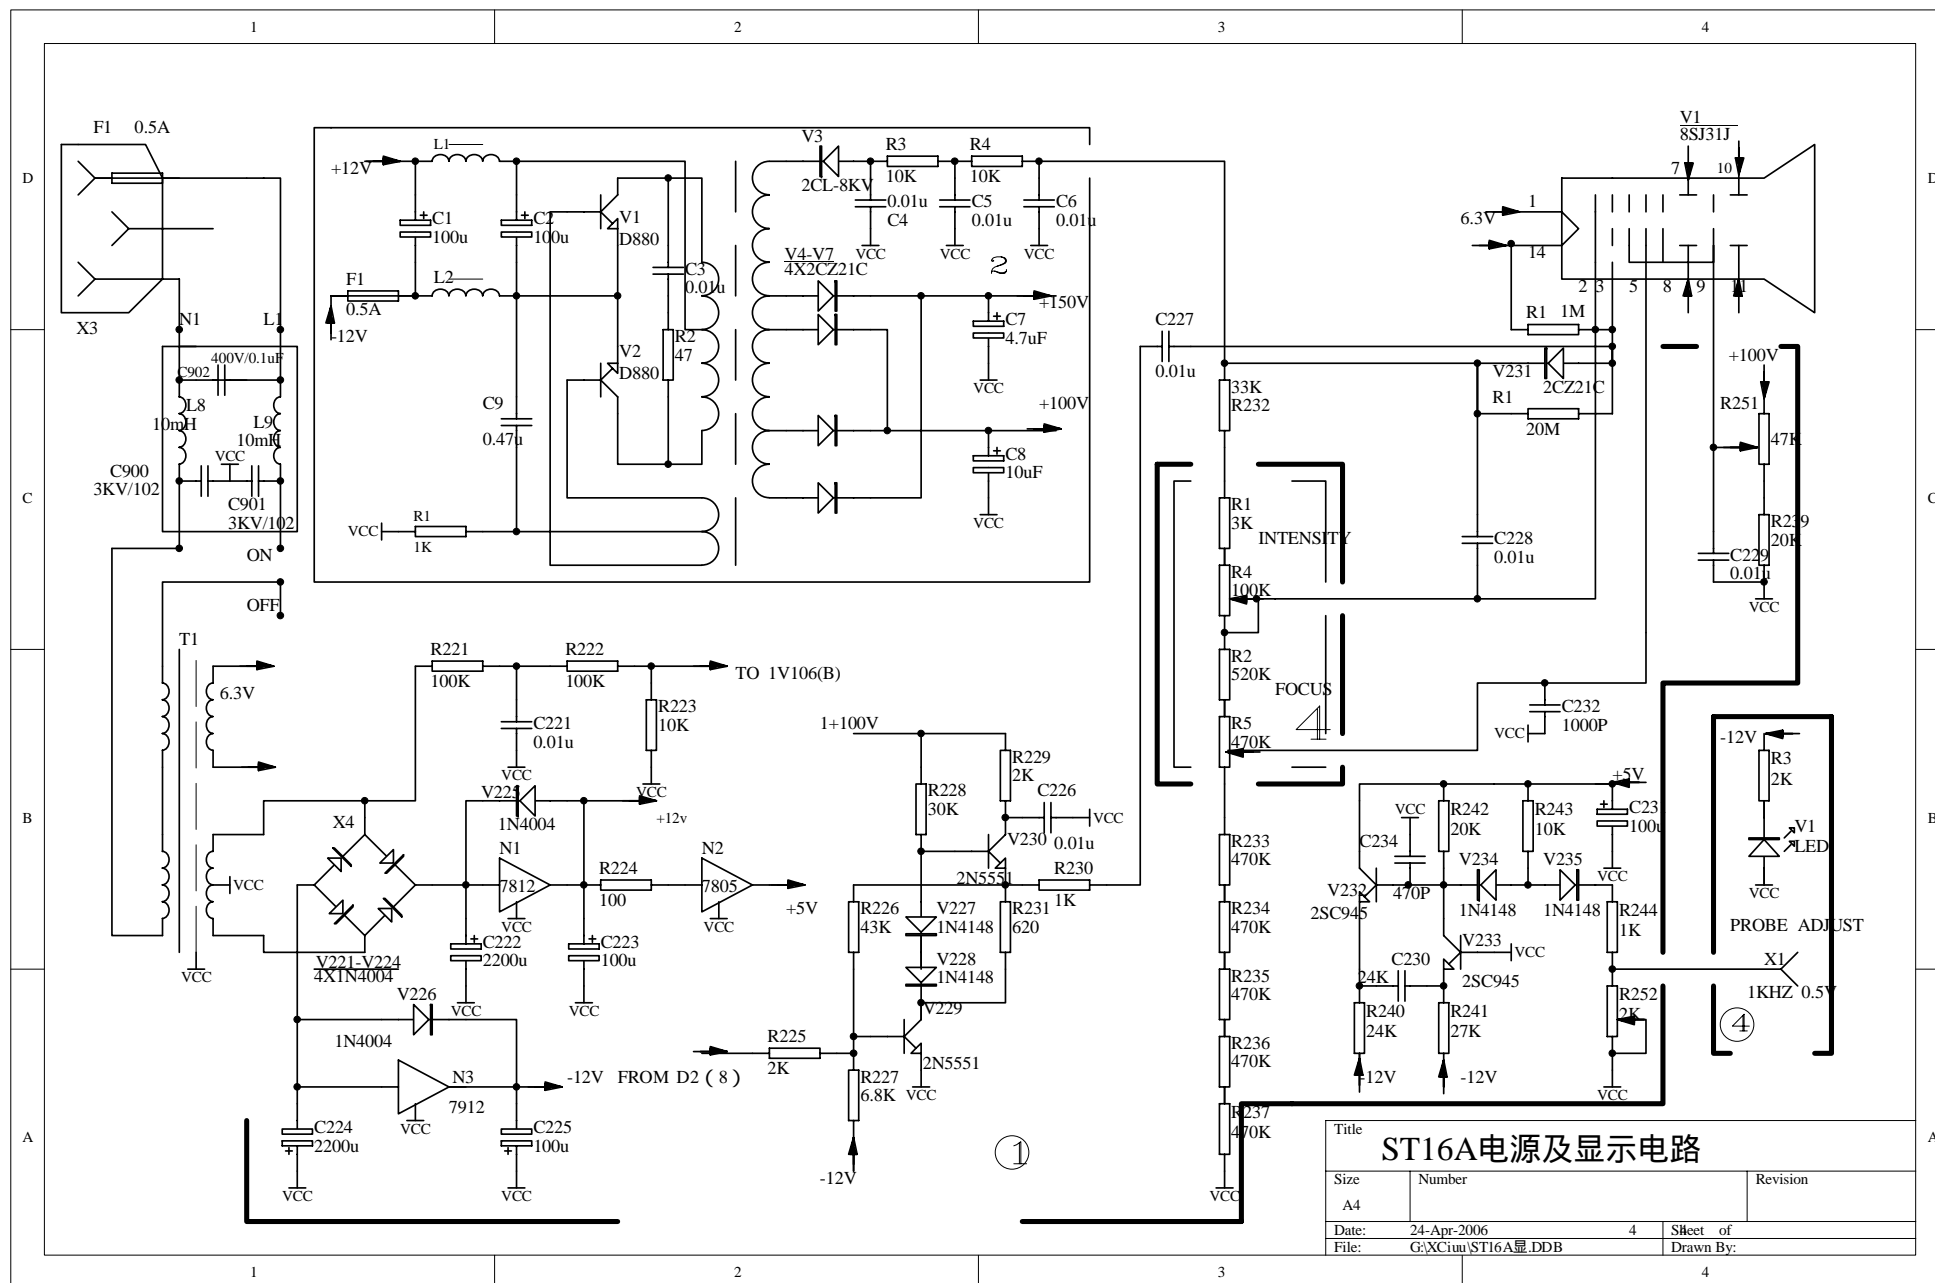 1 2 3 4
D
D
C
C
B
B
A
A
1 2 3 4
F1 0.5A
X3
N1 L1
400V/0.1uF
C902
L8
10mH
L9
10mH
VCC
C900
3KV/102
C901
3KV/102
ON
OFF
T1
6.3V
VCC
VCC
+12V
L1
C1
100u
C2
100u
F1
0.5A
L2
-12V
C9
0.47u
VCC
R1
1K
V1
D880
V2
D880
C3
0.01u
R2
47
V3
2CL-8KV
R3
10K
R4
10K
0.01u
C4
VCC
C5
0.01u
VCC
C6
0.01u
VCC
V4-V7
4X2CZ21C
2
+150V
C7
4.7uF
VCC
+100V
C8
10uF
VCC
R221
100K
R222
100K
TO 1V106(B)
R223
10K
VCC
C221
0.01u
VCC
V225
1N4004
+12v
X4
V221-V224
4X1N4004
N1
7812
VCC
R224
100
N2
7805
VCC
+5V
C222
2200u
VCC
C223
100u
VCC
V226
1N4004
N3
7912
VCC
-12V
C224
2200u
VCC
C225
100u
VCC
FROM D2 ( 8 )
R225
2K
1+100V
R228
30K
R229
2K
C226
0.01u
VCC
V230
2N5551
R230
1K
R226
43K
V227
1N4148
R231
620
V228
1N4148
V229
2N5551
VCC
R227
6.8K
-12V
①
C227
0.01u
33K
R232
R1
3K
INTENSITY
R4
100K
R2
520K
FOCUS
R5
470K
4
R233
470K
R234
470K
R235
470K
R236
470K
R237
470K
VCC
V1
8SJ31J
7 10
6.3V
1
14
2 3 5 8 9 11
R1 1M
V231
2CZ21C
R1
20M
C228
0.01u
+100V
R251
47K
R239
20K
C229
0.01u
VCC
C232
1000P
VCC
+5V
VCC
R242
20K
R243
10K
C23
100u
VCC
C234
470P
V234
1N4148
V235
1N4148
V232
2SC945
V233
2SC945
VCC
R244
1K
24K
C230
R240
24K
R241
27K
R252
2K
VCC
-12V
-12V
-12V
R3
2K
V1
LED
VCC
PROBE ADJUST
X1
1KHZ 0.5V
④
Title
ST16A电源及显示电路
Size
A4
Number
Revision
Date: 24-Apr-2006 4 Sheet of
File: G:\XCiuu\ST16A显.DDB Drawn By: